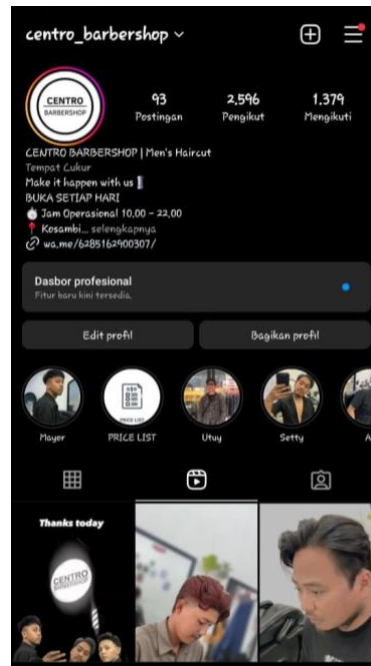 centro_barbershop
CENTRO
BARBERSHOP
93
Postingan
2.596
Pengikut
1.379
Mengikuti
CENTRO BARBERSHOP | Men's Haircut
Tempat Cukur
Make it happen with us 💈
BUKA SETIAP HARI
⏱️ Jam Operasional 10.00 - 22.00
📍 Kosambi... selengkapnya
wa.me/6285162900307/
Dasbor profesional
Fitur baru kini tersedia.
Edit profil
Bagikan profil
PRICE LIST
Mayer
PRICE LIST
Utuy
Setty
A
Thanks today
CENTRO